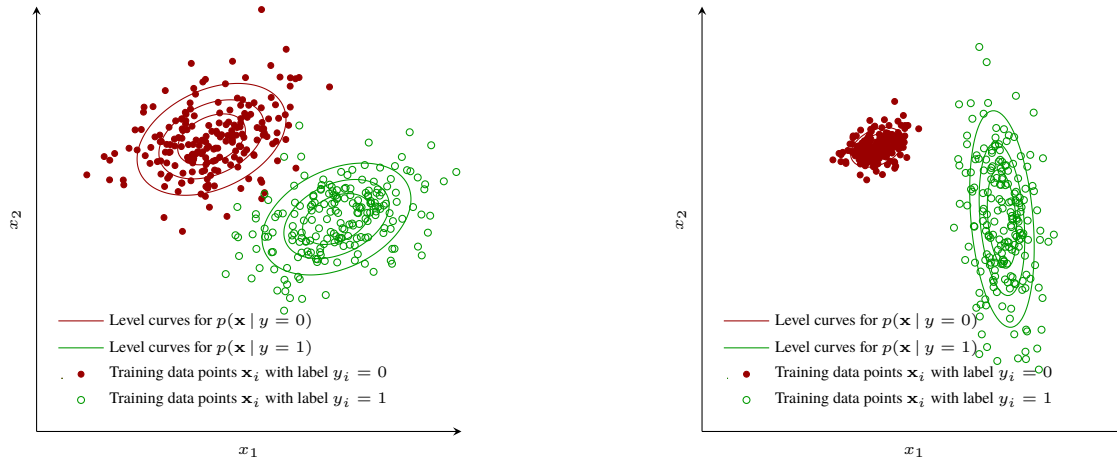 x₂
Level curves for p(𝐱 | y = 0)
Level curves for p(𝐱 | y = 1)
Training data points 𝐱ᵢ with label yᵢ = 0
Training data points 𝐱ᵢ with label yᵢ = 1
x₁
x₂
Level curves for p(𝐱 | y = 0)
Level curves for p(𝐱 | y = 1)
Training data points 𝐱ᵢ with label yᵢ = 0
Training data points 𝐱ᵢ with label yᵢ = 1
x₁